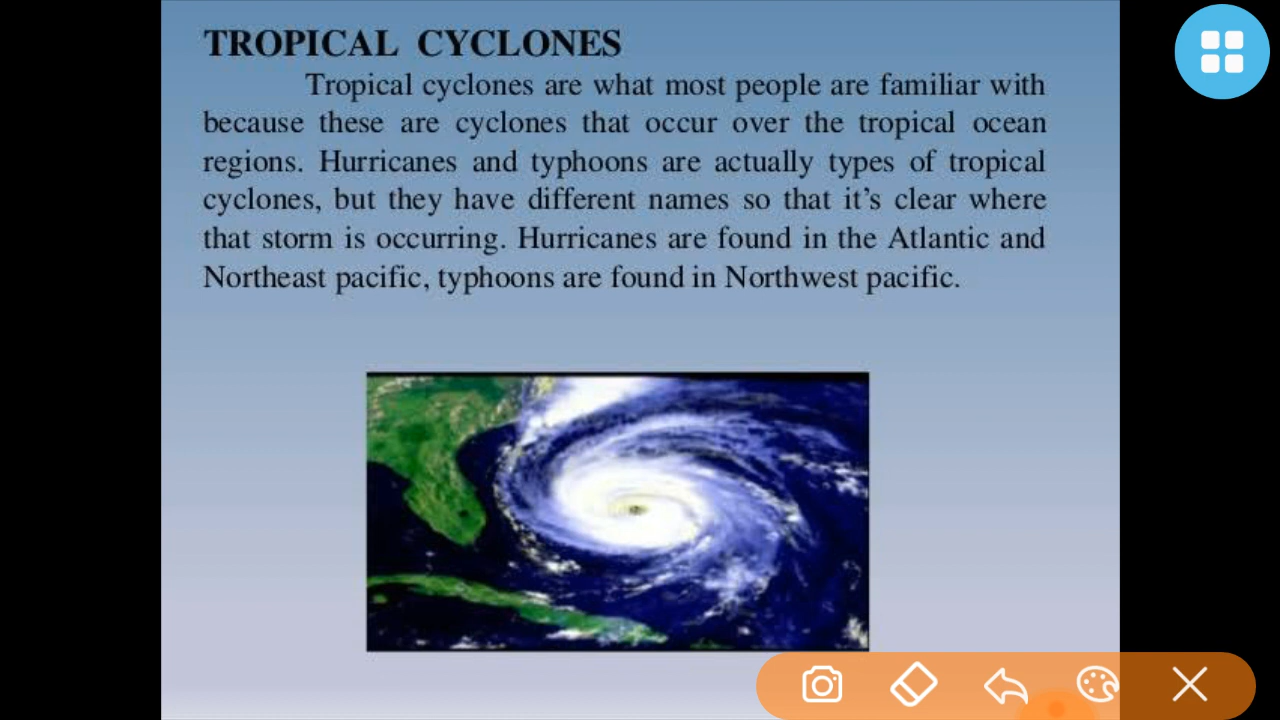 TROPICAL CYCLONES
Tropical cyclones are what most people are familiar with
because these are cyclones that occur over the tropical ocean
regions. Hurricanes and typhoons are actually types of tropical
cyclones, but they have different names so that it’s clear where
that storm is occurring. Hurricanes are found in the Atlantic and
Northeast pacific, typhoons are found in Northwest pacific.